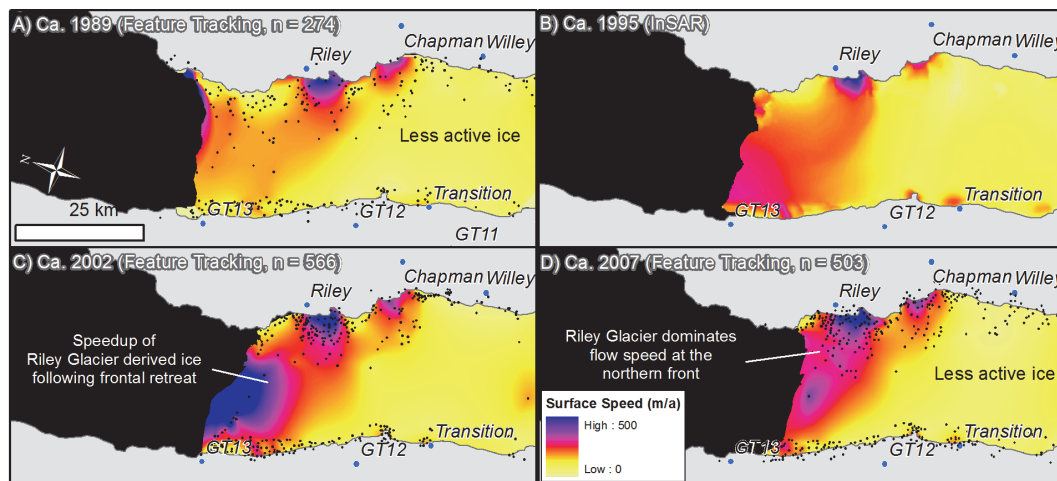 A) Ca. 1989 (Feature Tracking, n = 274)
Riley
Chapman
Willey
Less active ice
N
25 km
GT13
GT12
Transition
GT11
B) Ca. 1995 (InSAR)
Riley
Chapman
Willey
GT13
GT12
Transition
C) Ca. 2002 (Feature Tracking, n = 566)
Riley
Chapman
Willey
Speedup of
Riley Glacier derived ice
following frontal retreat
GT13
GT12
Transition
D) Ca. 2007 (Feature Tracking, n = 503)
Riley
Chapman
Willey
Riley Glacier dominates
flow speed at the
northern front
Less active ice
Surface Speed (m/a)
High : 500
Low : 0
GT13
GT12
Transition